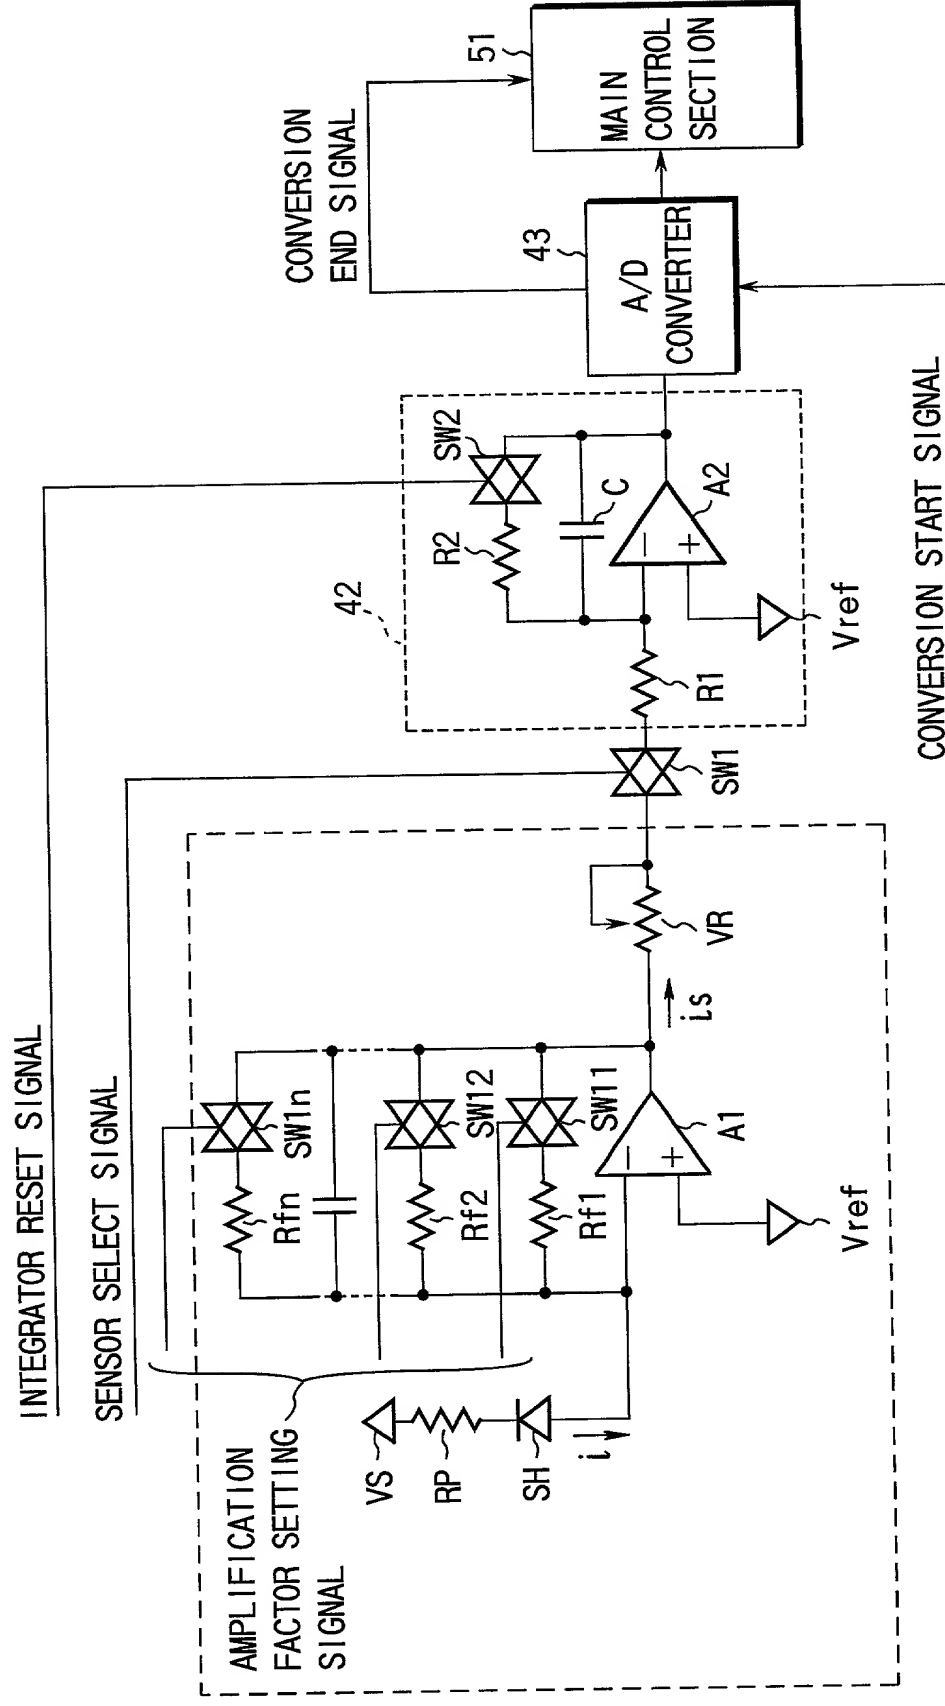 INTEGRATOR RESET SIGNAL
SENSOR SELECT SIGNAL
AMPLIFICATION
FACTOR SETTING
SIGNAL
VS
RP
SH
i
Rfn
SW1n
Rf2
SW12
Rf1
SW11
A1
Vref
is
VR
SW1
42
R1
R2
SW2
C
A2
Vref
CONVERSION
END SIGNAL
43
A/D
CONVERTER
51
MAIN
CONTROL
SECTION
CONVERSION START SIGNAL